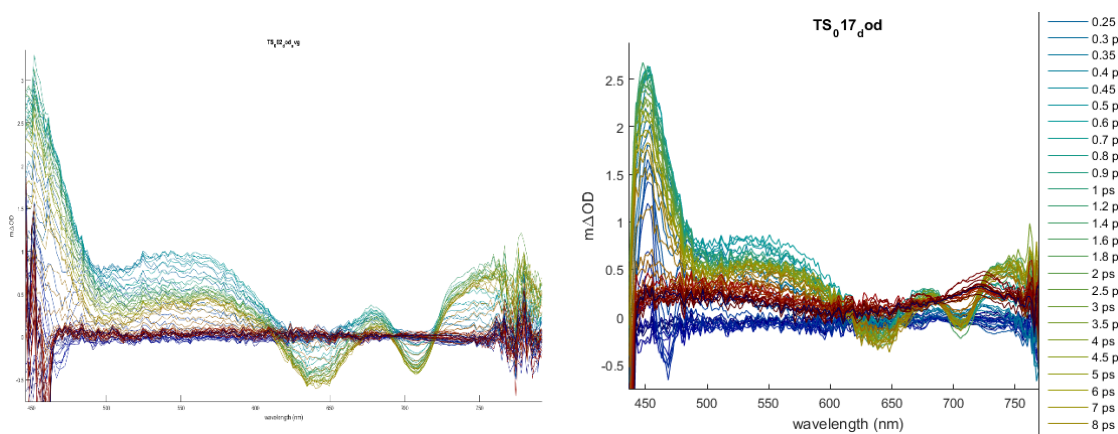 TS_017_dod
m△OD
3
2.5
2
1.5
1
0.5
0
-0.5
450
500
550
600
650
700
750
wavelength (nm)
m△OD
2.5
2
1.5
1
0.5
0
-0.5
450
500
550
600
650
700
750
wavelength (nm)
0.25
0.3 p
0.35
0.4 p
0.45
0.5 p
0.6 p
0.7 p
0.8 p
0.9 p
1 ps
1.2 p
1.4 p
1.6 p
1.8 p
2 ps
2.5 p
3 ps
3.5 p
4 ps
4.5 p
5 ps
6 ps
7 ps
8 ps